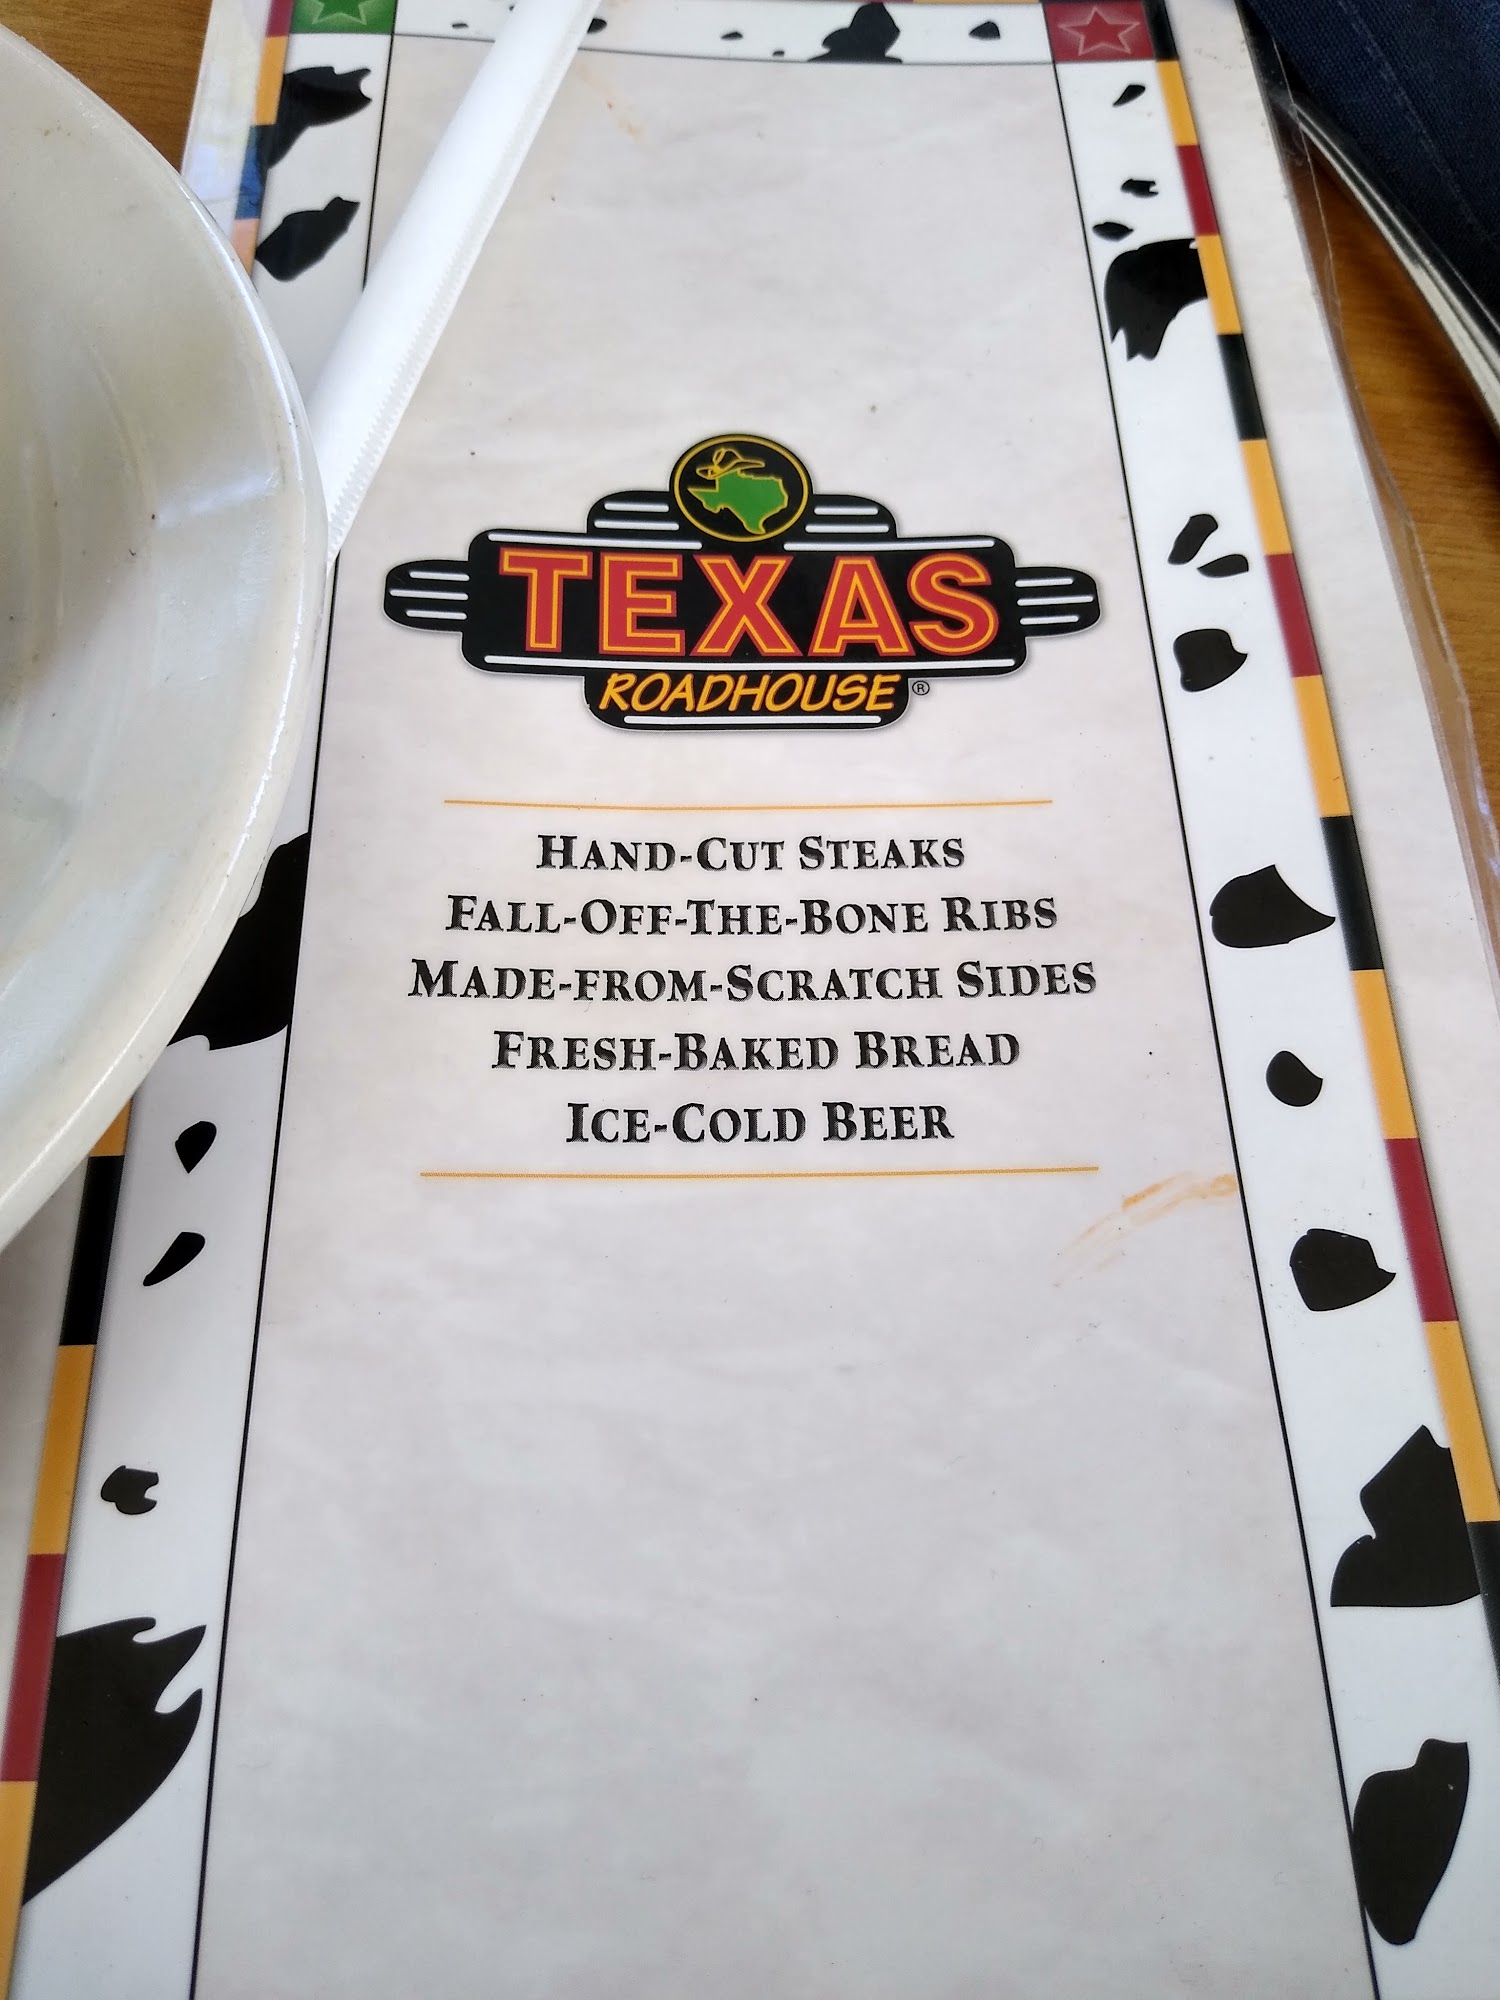 TEXAS
ROADHOUSE®
HAND-CUT STEAKS
FALL-OFF-THE-BONE RIBS
MADE-FROM-SCRATCH SIDES
FRESH-BAKED BREAD
ICE-COLD BEER